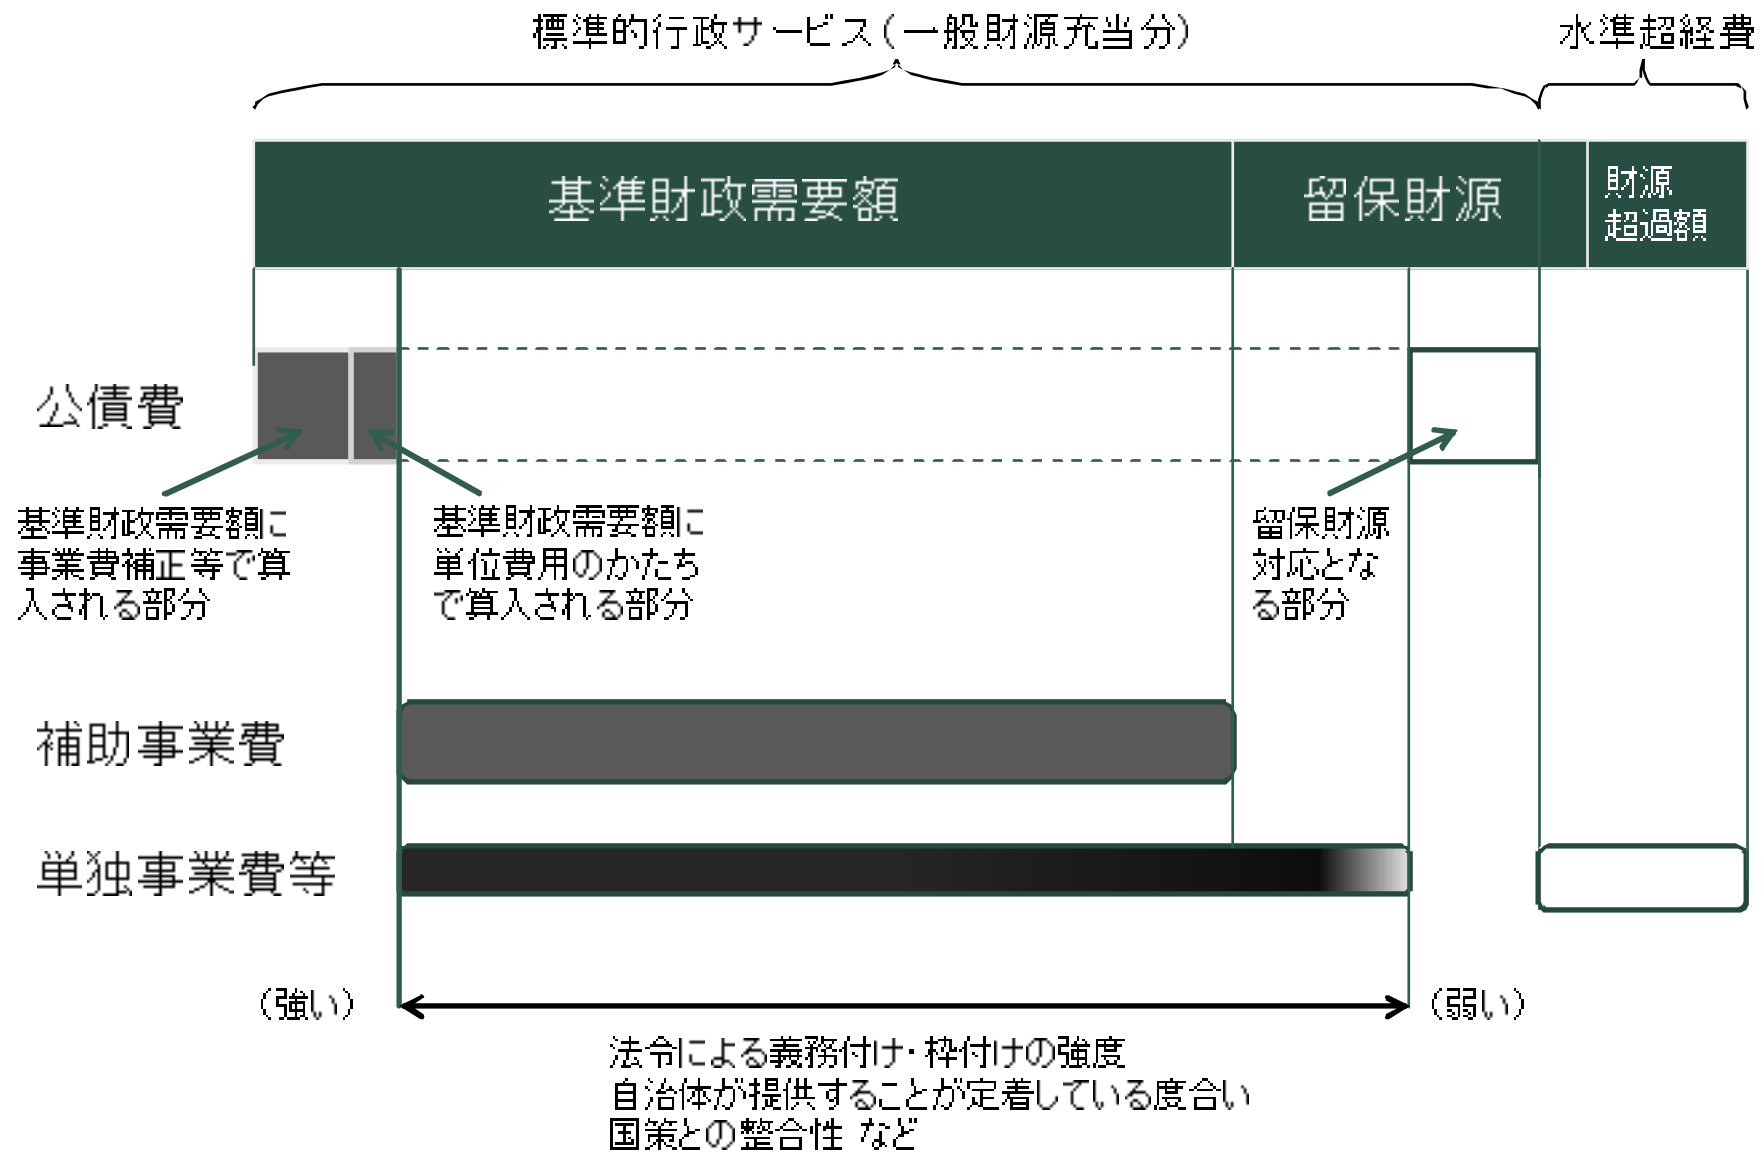 標準的行政サービス（一般財源充当分）
水準超経費
基準財政需要額
留保財源
財源
超過額
公債費
基準財政需要額に
事業費補正等で算
入される部分
基準財政需要額に
単位費用のかたち
で算入される部分
留保財源
対応とな
る部分
補助事業費
単独事業費等
（強い）
（弱い）
法令による義務付け・枠付けの強度
自治体が提供することが定着している度合い
国策との整合性 など